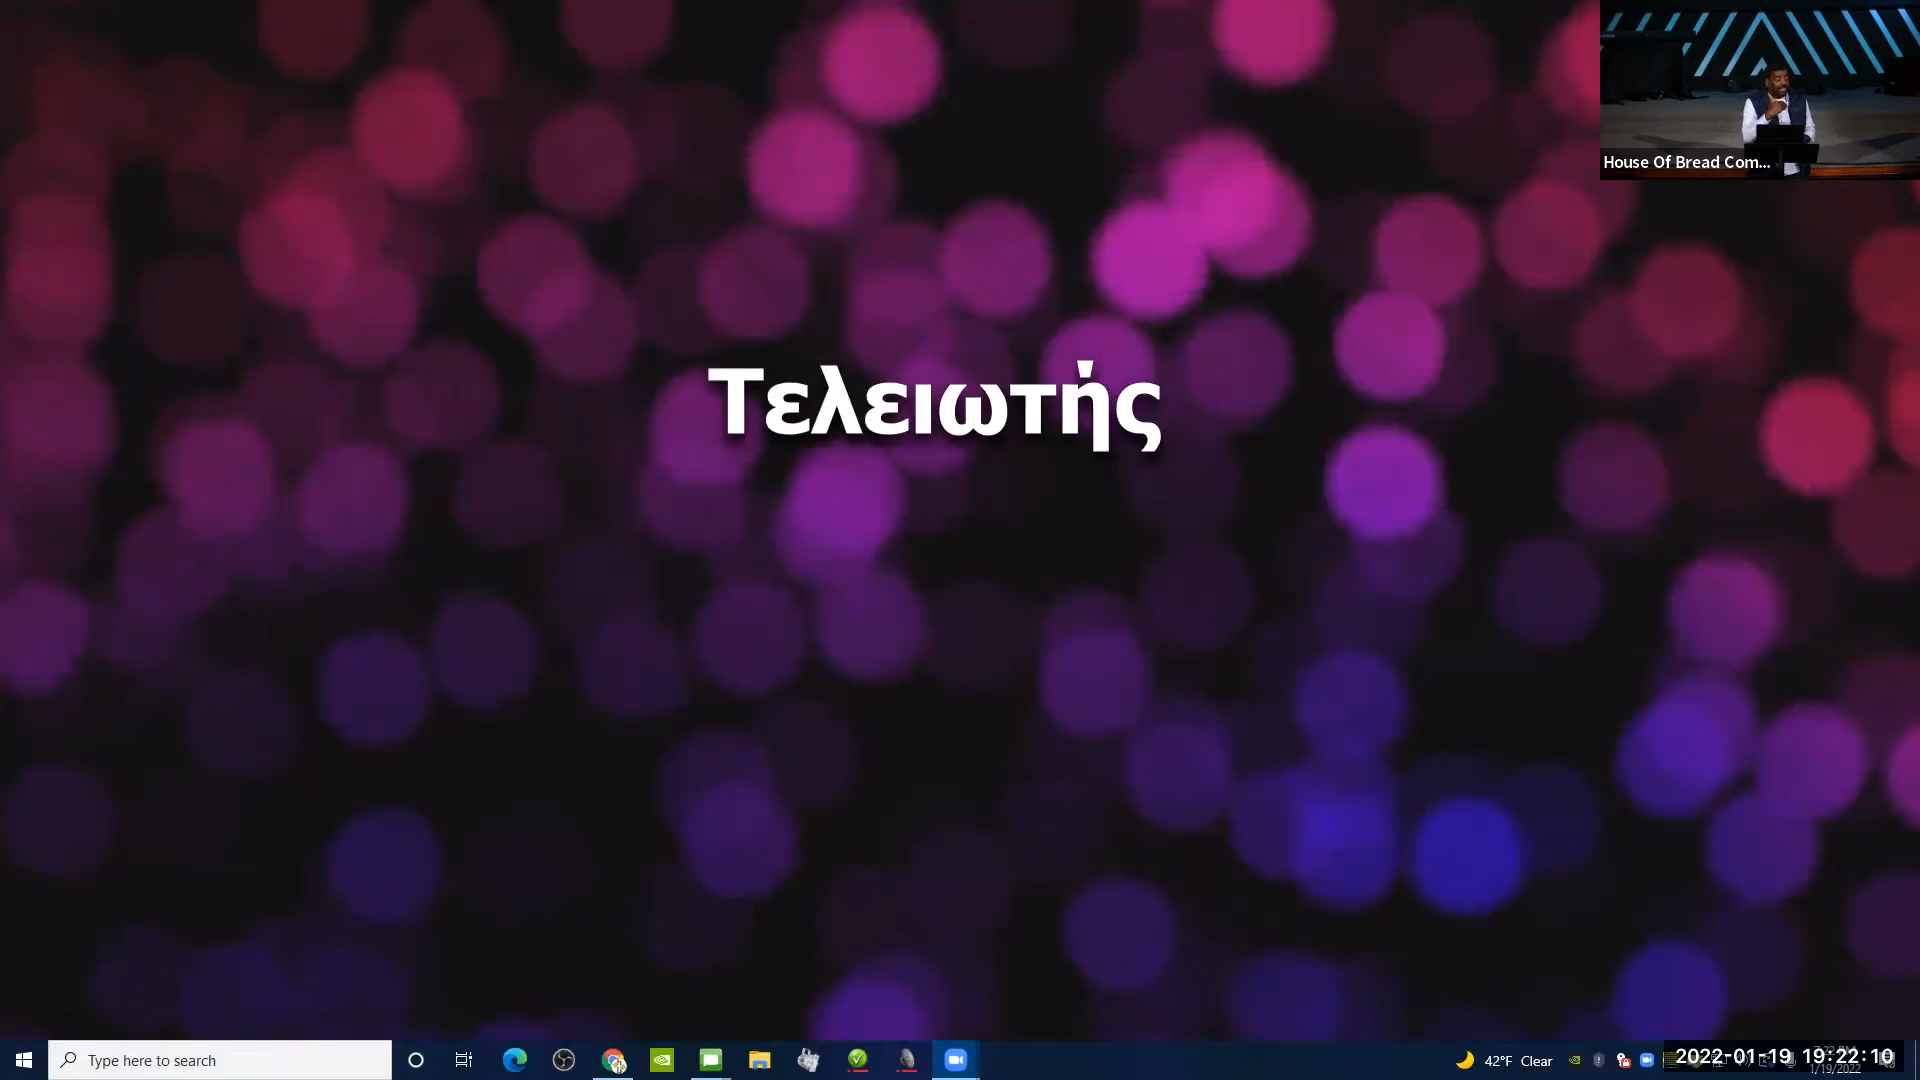 House Of Bread Com...
Τελειωτής
Type here to search
42°F Clear
2022-01-19 19:22:10
1/19/2022